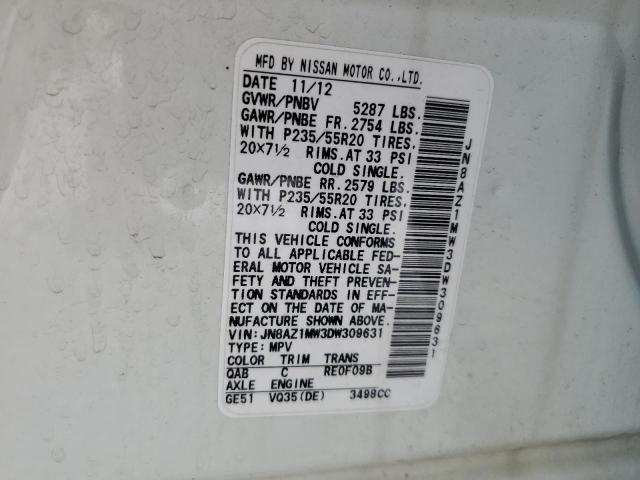 MFD BY NISSAN MOTOR CO.,LTD.
DATE 11/12
GVWR/PNBV 5287 LBS.
GAWR/PNBE FR. 2754 LBS.
WITH P235/55R20 TIRES,
20×7½ RIMS.AT 33 PSI
COLD SINGLE.
GAWR/PNBE RR. 2579 LBS.
WITH P235/55R20 TIRES,
20×7½ RIMS.AT 33 PSI
COLD SINGLE.
THIS VEHICLE CONFORMS
TO ALL APPLICABLE FED-
ERAL MOTOR VEHICLE SA-
FETY AND THEFT PREVEN-
TION STANDARDS IN EFF-
ECT ON THE DATE OF MA-
NUFACTURE SHOWN ABOVE.
VIN: JN8AZ1MW3DW309631
TYPE: MPV
COLOR TRIM TRANS
QAB C RE0F09B
AXLE ENGINE
GE51 VQ35(DE) 3498CC
JN8AZ1MW3DW309631